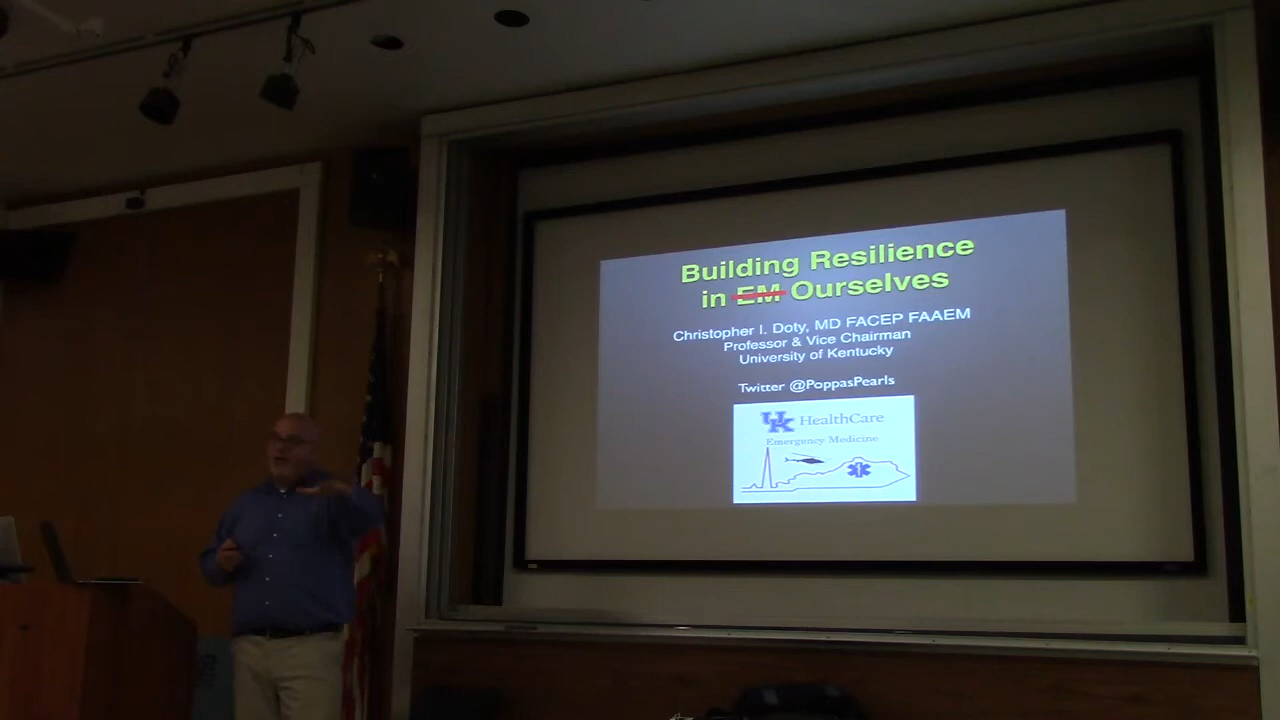 Building Resilience
in EM Ourselves
Christopher I. Doty, MD FACEP FAAEM
Professor & Vice Chairman
University of Kentucky
Twitter @PoppasPearls
UK HealthCare
Emergency Medicine